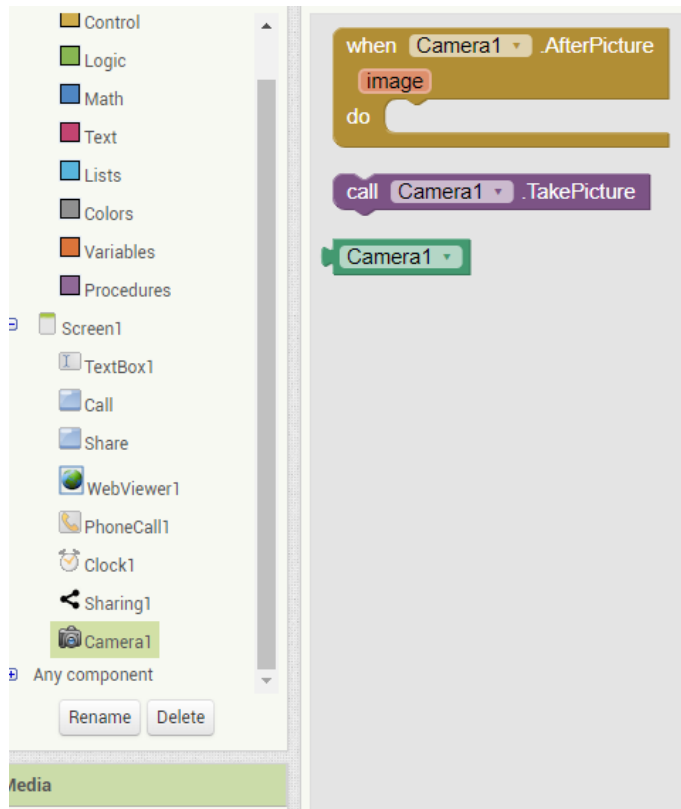 Control
Logic
Math
Text
Lists
Colors
Variables
Procedures
Screen1
TextBox1
Call
Share
WebViewer1
PhoneCall1
Clock1
Sharing1
Camera1
Any component
Rename Delete
Media
when Camera1 .AfterPicture
image
do
call Camera1 .TakePicture
Camera1